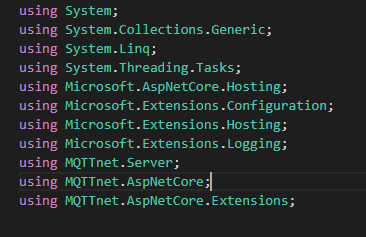 using System;
using System.Collections.Generic;
using System.Linq;
using System.Threading.Tasks;
using Microsoft.AspNetCore.Hosting;
using Microsoft.Extensions.Configuration;
using Microsoft.Extensions.Hosting;
using Microsoft.Extensions.Logging;
using MQTTnet.Server;
using MQTTnet.AspNetCore;
using MQTTnet.AspNetCore.Extensions;